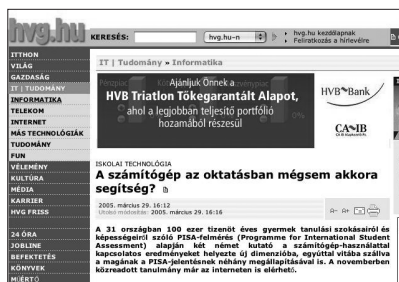 hvg.hu
KERESÉS:
hvg.hu-n
hvg.hu kezdőlapnak
Feliratkozás a hírlevélre
ITTHON
VILÁG
GAZDASÁG
IT | TUDOMÁNY
INFORMATIKA
TELEKOM
INTERNET
MÁS TECHNOLÓGIÁK
TUDOMÁNY
FUN
VÉLEMÉNY
KULTÚRA
MÉDIA
KARRIER
HVG FRISS
24 ÓRA
JOBLINE
BEFEKTETÉS
KÖNYVEK
MŰÉRTŐ
IT | Tudomány » Informatika
Ajánljuk Önnek a
HVB Triatlon Tőkegarantált Alapot,
ahol a legjobban teljesítő portfólió
hozamából részesül
HVB Bank
CA IB
ISKOLAI TECHNOLÓGIA
A számítógép az oktatásban mégsem akkora
segítség?
2005. március 29. 16:12
Utolsó módosítás: 2005. március 29. 16:16
A- A+
A 31 országban 100 ezer tizenöt éves gyermek tanulási szokásairól és
képességeiről szóló PISA-felmérés (Programme for International Student
Assessment) alapján két német kutató a számítógép-használattal
kapcsolatos eredményeket helyezte új dimenzióba, egyúttal vitába szállva
a magának a PISA-jelentésnek néhány megállapításával is. A novemberben
közreadott tanulmány már az interneten is elérhető.